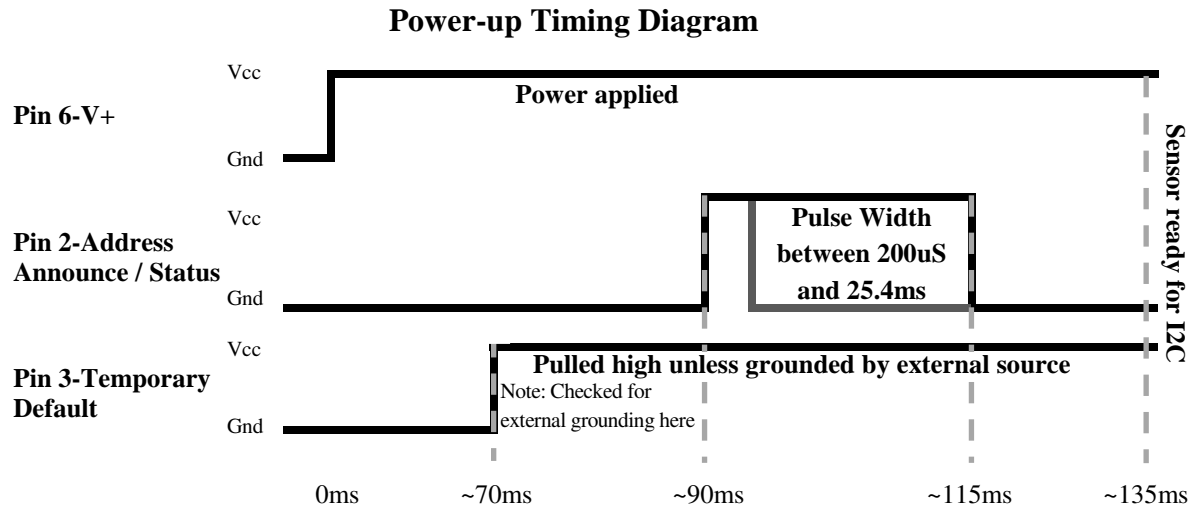 Power-up Timing Diagram
Vcc
Pin 6-V+
Power applied
Gnd
Vcc
Pin 2-Address
Announce / Status
Pulse Width
between 200uS
and 25.4ms
Gnd
Vcc
Pin 3-Temporary
Default
Pulled high unless grounded by external source
Note: Checked for
external grounding here
Gnd
Sensor ready for I2C
0ms
~70ms
~90ms
~115ms
~135ms